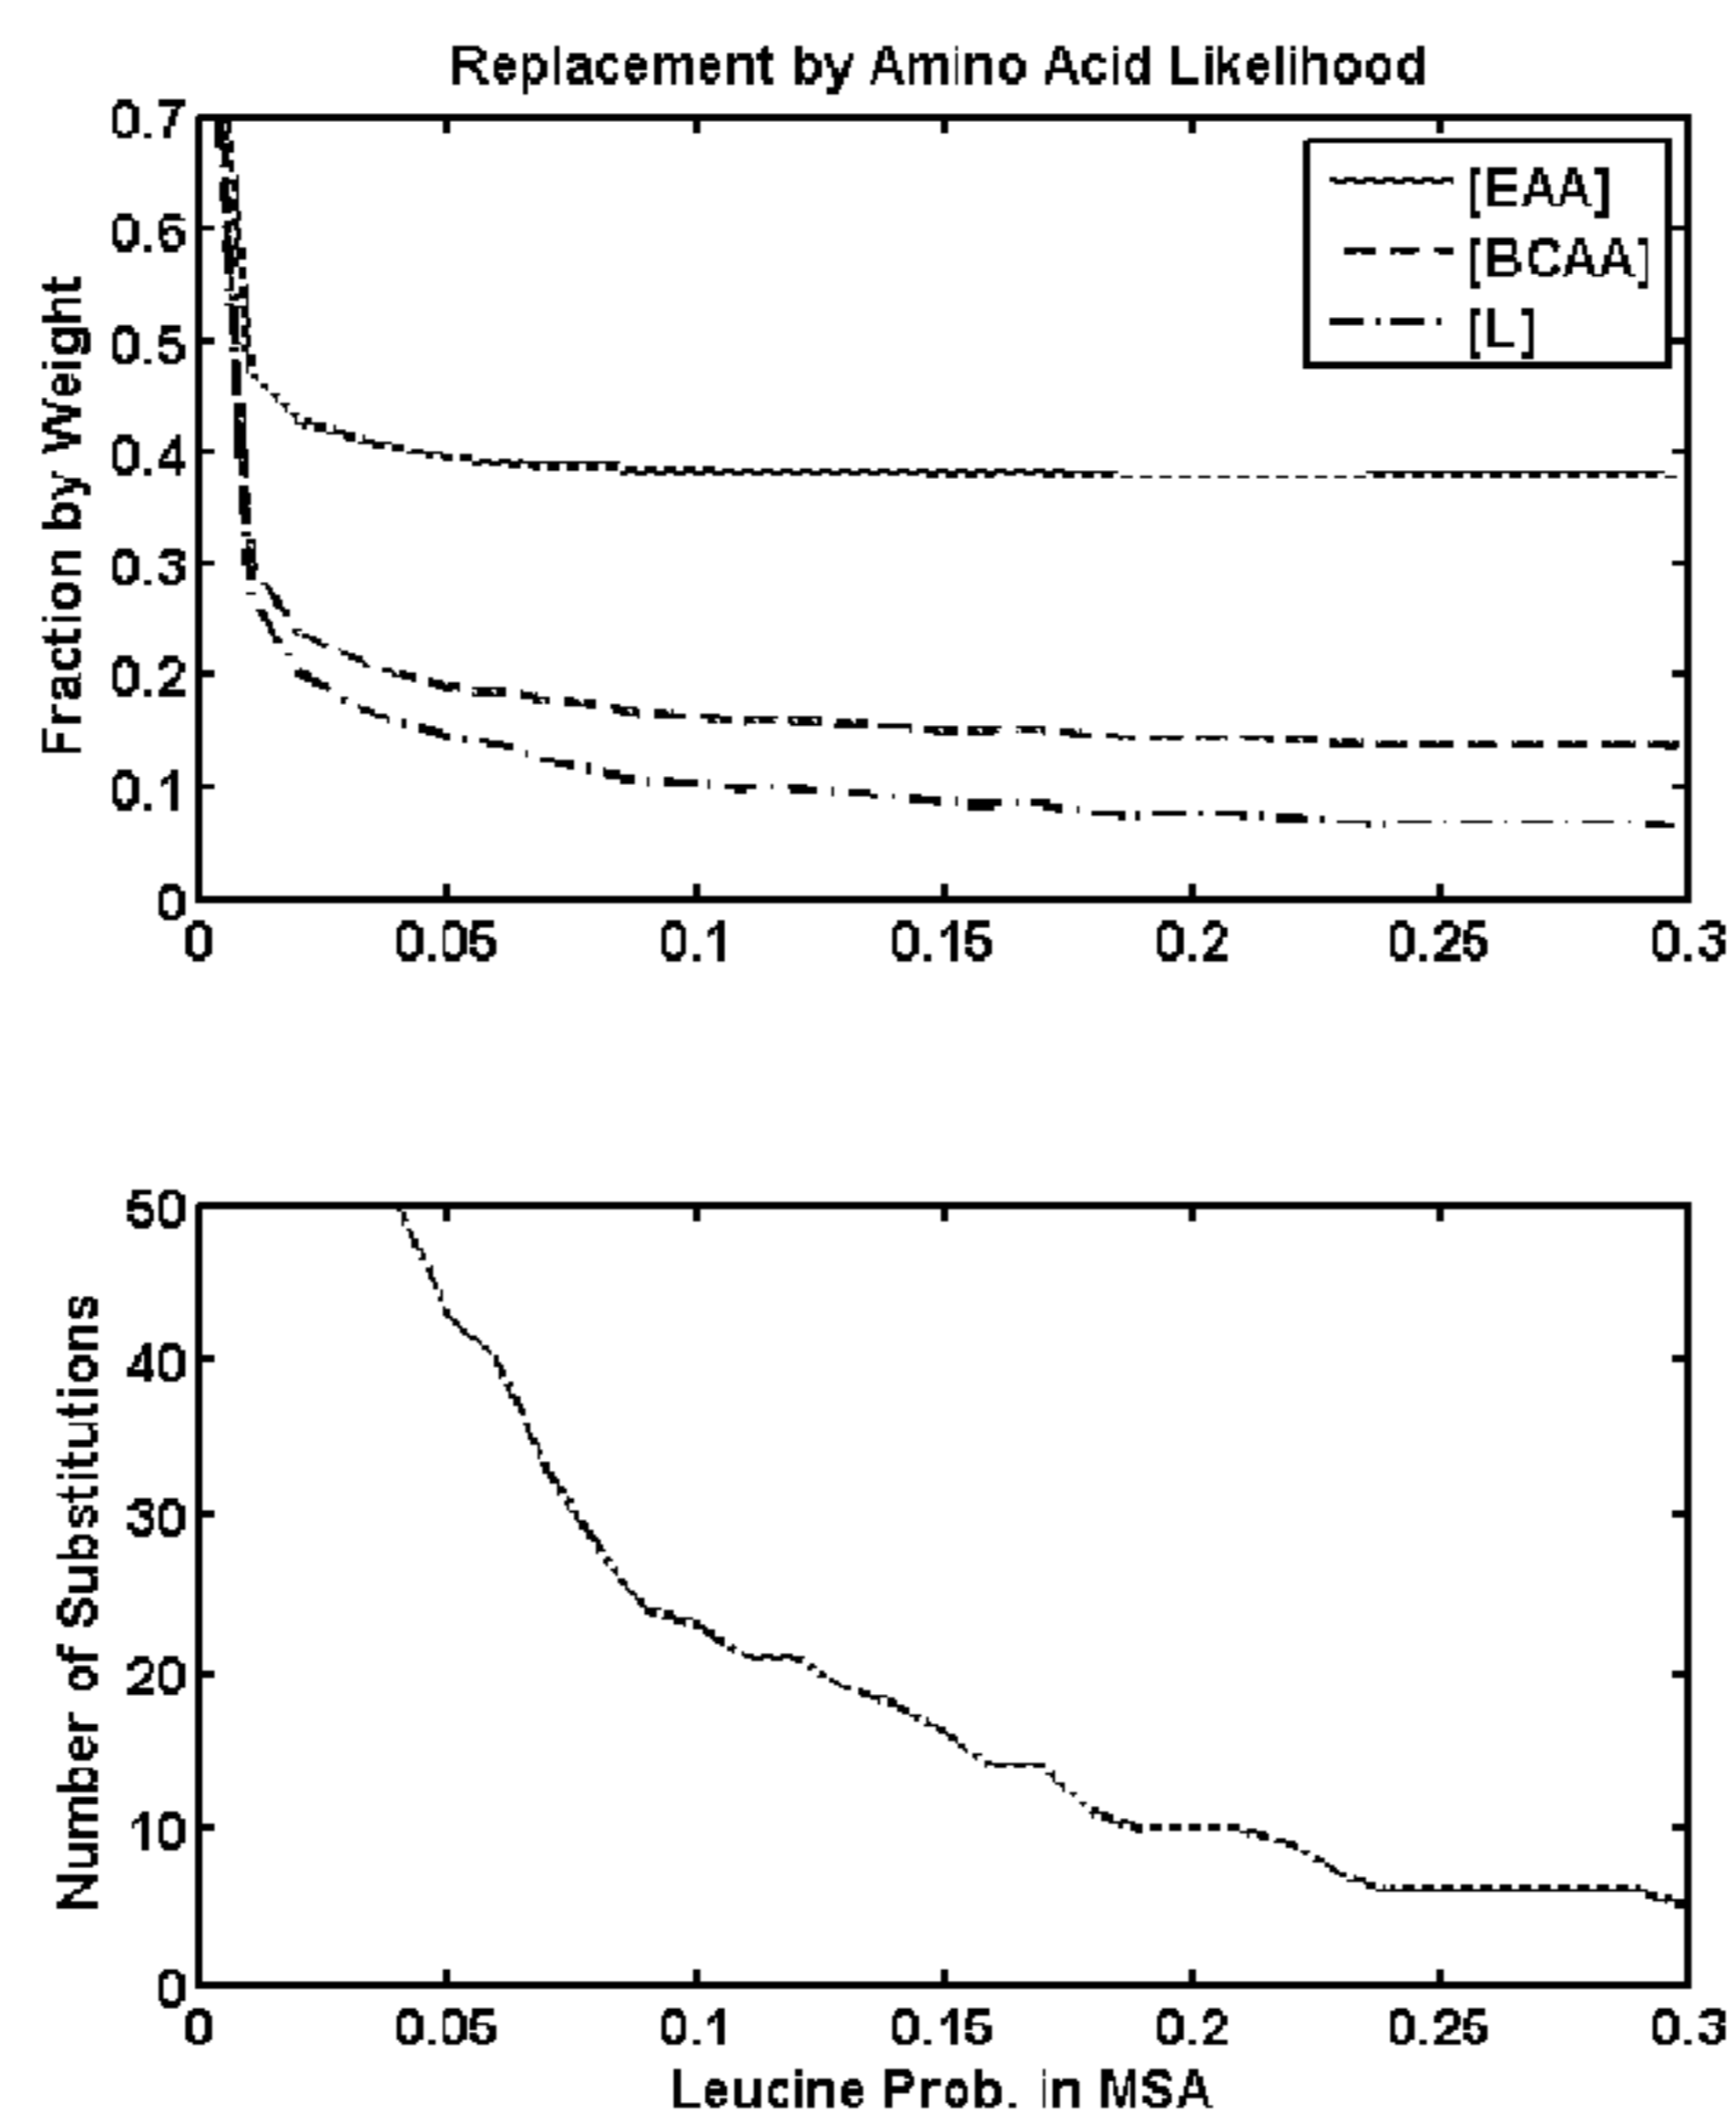 Replacement by Amino Acid Likelihood
0.7
0.6
0.5
0.4
0.3
0.2
0.1
0
Fraction by Weight
[EAA]
[BCAA]
[L]
0 0.05 0.1 0.15 0.2 0.25 0.3
50
40
30
20
10
0
Number of Substitutions
0 0.05 0.1 0.15 0.2 0.25 0.3
Leucine Prob. in MSA